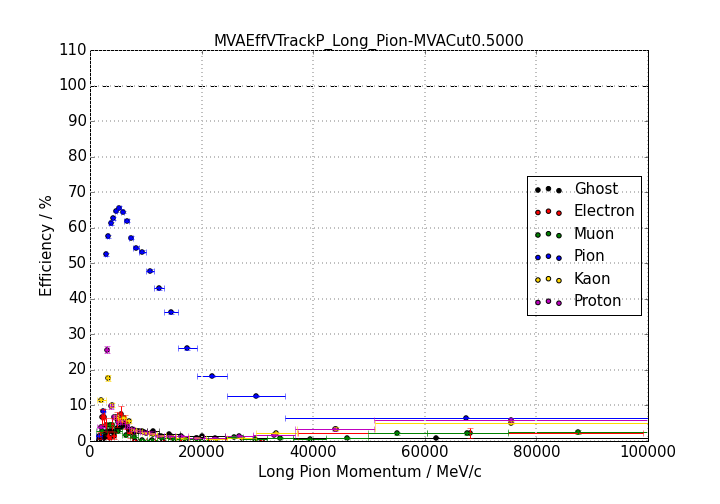 MVAEffVTrackP_Long_Pion-MVACut0.5000
110
100
90
80
70
60
50
40
30
20
10
0
Efficiency / %
Ghost
Electron
Muon
Pion
Kaon
Proton
0 20000 40000 60000 80000 100000
Long Pion Momentum / MeV/c